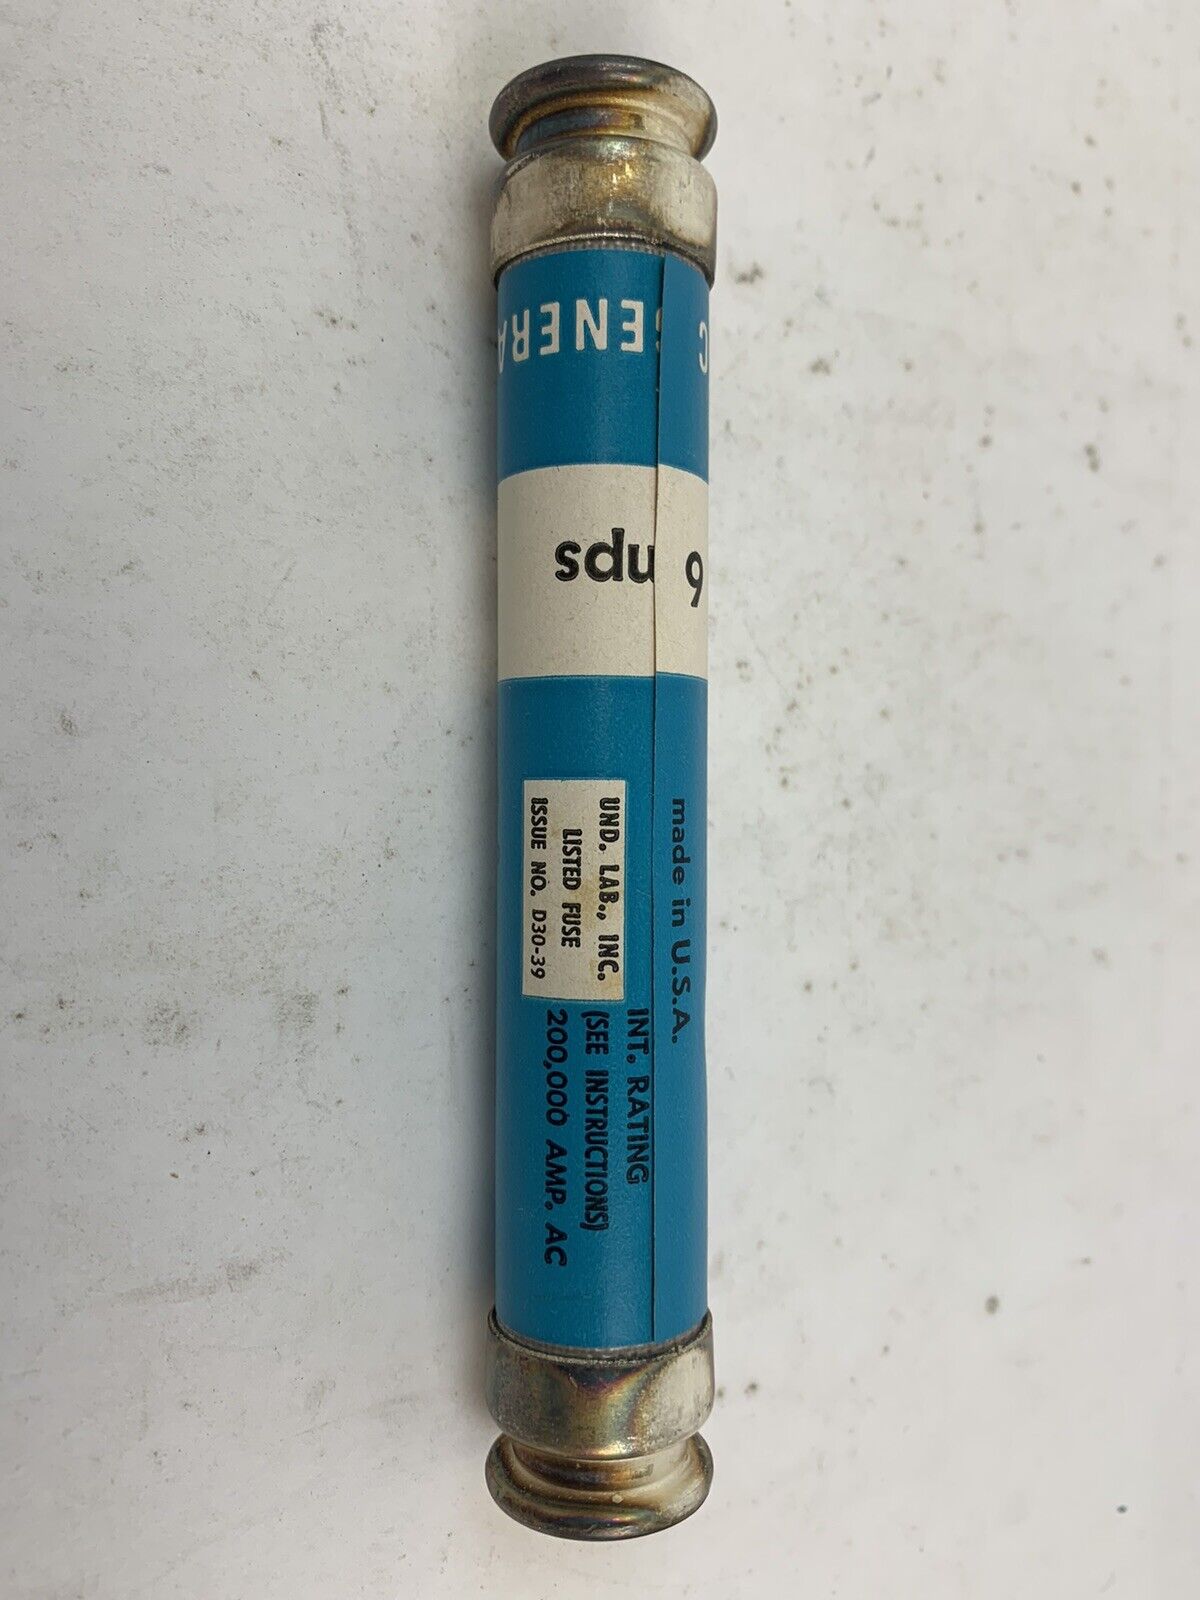 C GENERA
6 mps
made in U.S.A.
UND. LAB., INC.
LISTED FUSE
ISSUE NO. D30-39
INT. RATING
(SEE INSTRUCTIONS)
200,000 AMP. AC